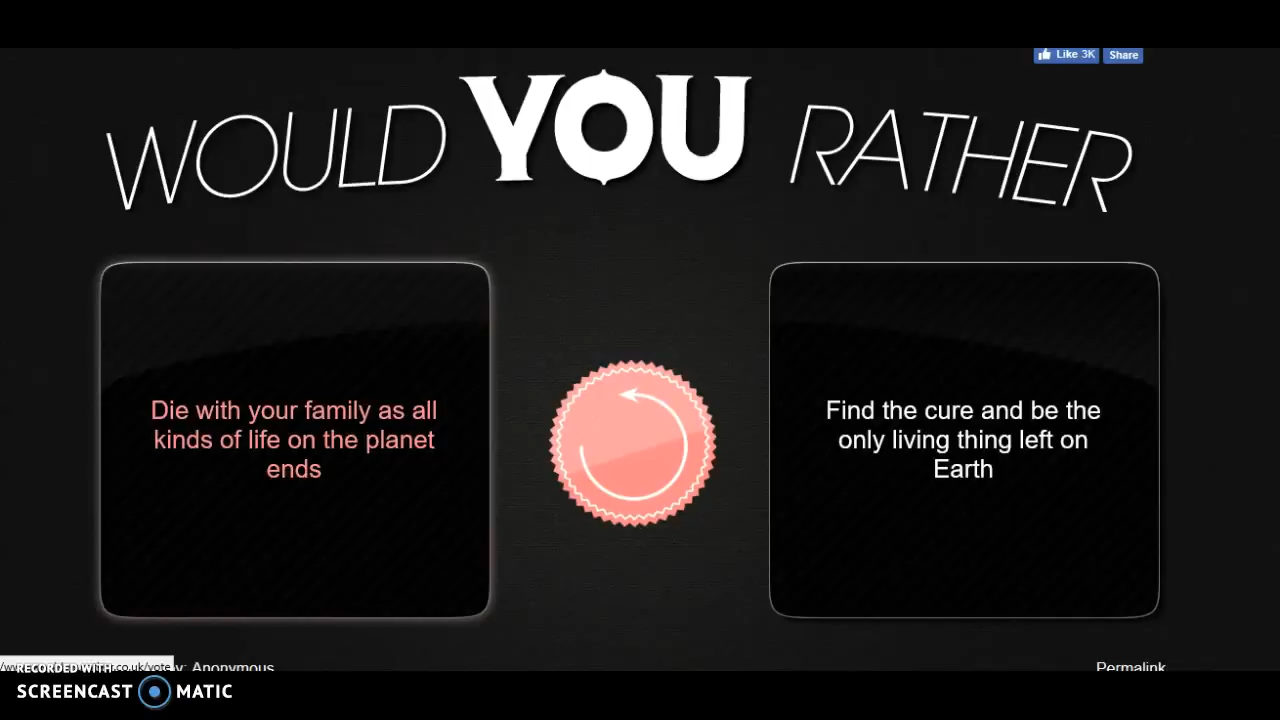 Like 3K Share
WOULD YOU RATHER
Die with your family as all
kinds of life on the planet
ends
Find the cure and be the
only living thing left on
Earth
Anonymous
Permalink
RECORDED WITH
SCREENCAST MATIC